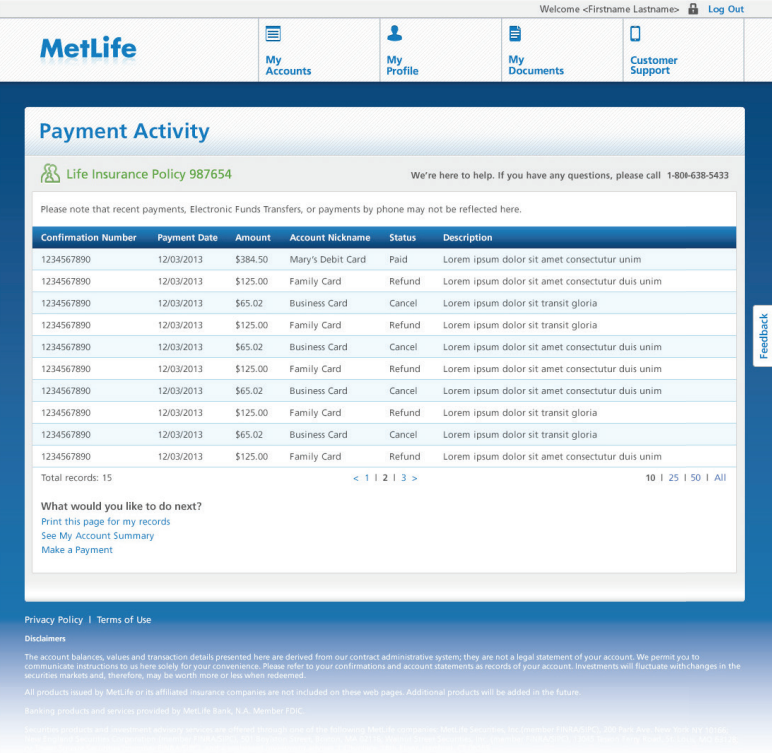 Welcome <Firstname Lastname> Log Out
MetLife
My Accounts
My Profile
My Documents
Customer Support
Payment Activity
Life Insurance Policy 987654
We're here to help. If you have any questions, please call 1-800-638-5433
Please note that recent payments, Electronic Funds Transfers, or payments by phone may not be reflected here.
Confirmation Number Payment Date Amount Account Nickname Status Description
1234567890 12/03/2013 $384.50 Mary's Debit Card Paid Lorem ipsum dolor sit amet consectutur unim
1234567890 12/03/2013 $125.00 Family Card Refund Lorem ipsum dolor sit amet consectutur duis unim
1234567890 12/03/2013 $65.02 Business Card Cancel Lorem ipsum dolor sit transit gloria
1234567890 12/03/2013 $125.00 Family Card Refund Lorem ipsum dolor sit transit gloria
1234567890 12/03/2013 $65.02 Business Card Cancel Lorem ipsum dolor sit amet consectutur duis unim
1234567890 12/03/2013 $125.00 Family Card Refund Lorem ipsum dolor sit amet consectutur duis unim
1234567890 12/03/2013 $65.02 Business Card Cancel Lorem ipsum dolor sit amet consectutur duis unim
1234567890 12/03/2013 $125.00 Family Card Refund Lorem ipsum dolor sit transit gloria
1234567890 12/03/2013 $65.02 Business Card Cancel Lorem ipsum dolor sit transit gloria
1234567890 12/03/2013 $125.00 Family Card Refund Lorem ipsum dolor sit amet consectutur duis unim
Total records: 15 < 1 | 2 | 3 > 10 | 25 | 50 | All
What would you like to do next?
Print this page for my records
See My Account Summary
Make a Payment
Feedback
Privacy Policy | Terms of Use
Disclaimers
The account balances, values and transaction details presented here are derived from our contract administrative system; they are not a legal statement of your account. We permit you to
communicate instructions to us here solely for your convenience. Please refer to your confirmations and account statements as records of your account. Investments will fluctuate withchanges in the
securities markets and, therefore, may be worth more or less when redeemed.
All products issued by MetLife or its affiliated insurance companies are not included on these web pages. Additional products will be added in the future.
Banking products and services provided by MetLife Bank, N.A. Member FDIC.